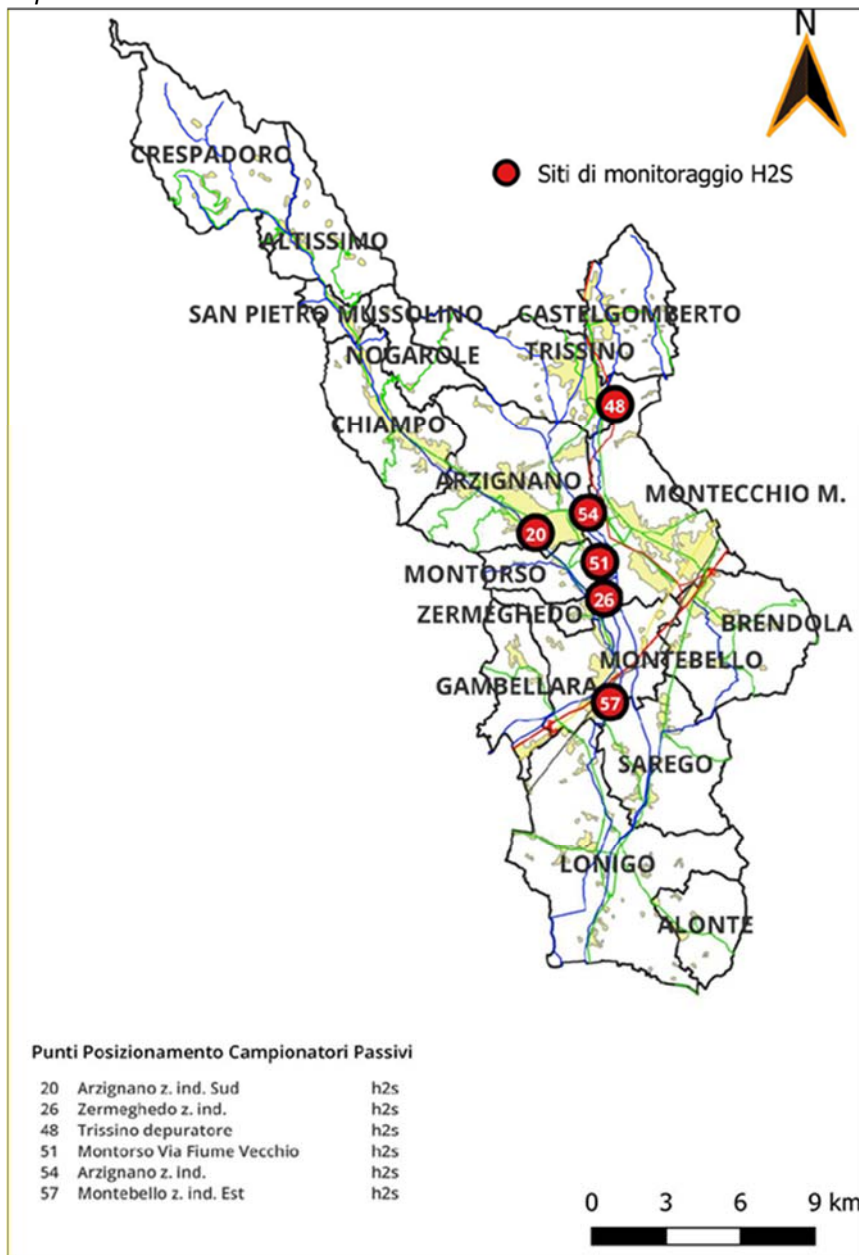 N
CRESPADORO
Siti di monitoraggio H2S
ALTISSIMO
SAN PIETRO MUSSOLINO
CASTELGOMBERTO
NOGAROLE
TRISSINO
48
CHIAMPO
ARZIGNANO
MONTECCHIO M.
54
20
51
MONTORSO
26
ZERMEGHEDO
BRENDOLA
MONTEBELLO
GAMBELLARA
57
SAREGO
LONIGO
ALONTE
Punti Posizionamento Campionatori Passivi
20 Arzignano z. ind. Sud h2s
26 Zermeghedo z. ind. h2s
48 Trissino depuratore h2s
51 Montorso Via Fiume Vecchio h2s
54 Arzignano z. ind. h2s
57 Montebello z. ind. Est h2s
0 3 6 9 km